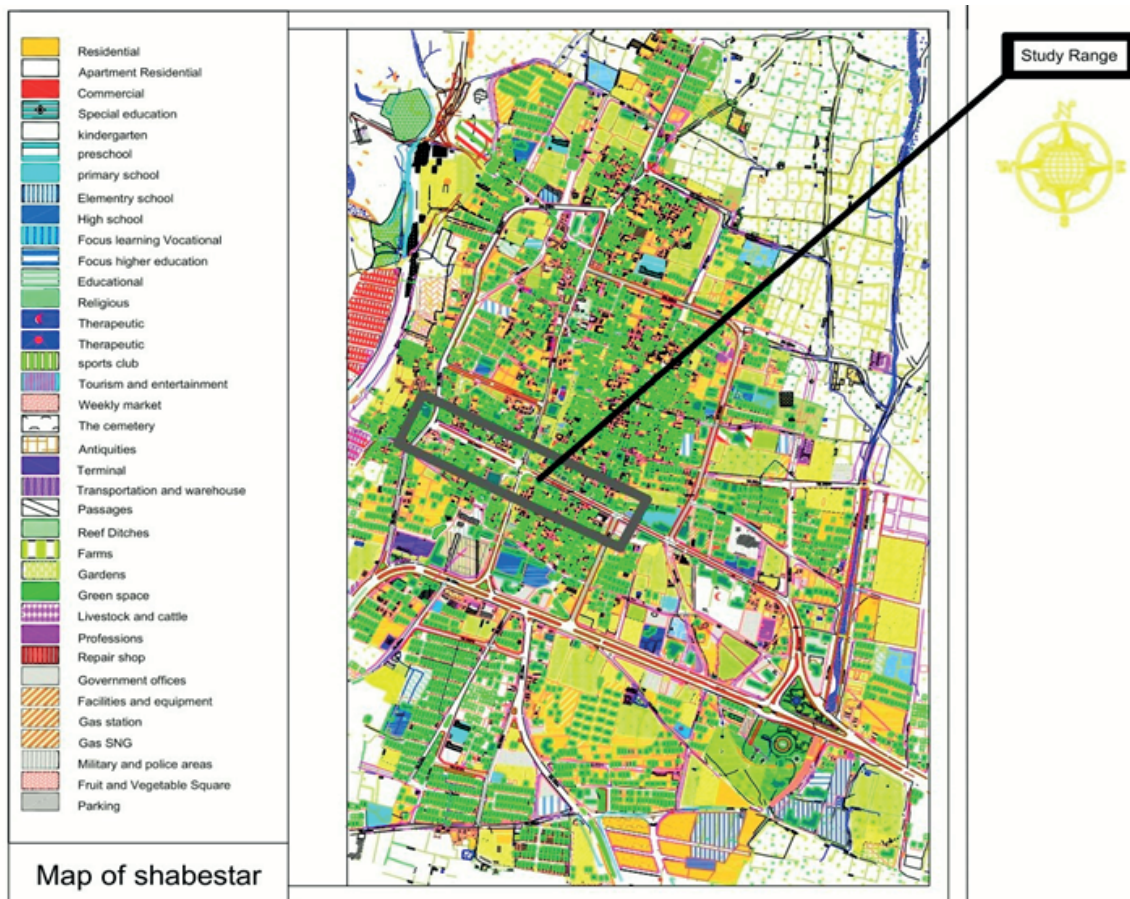 Residential
Apartment Residential
Commercial
Special education
kindergarten
preschool
primary school
Elementry school
High school
Focus learning Vocational
Focus higher education
Educational
Religious
Therapeutic
Therapeutic
sports club
Tourism and entertainment
Weekly market
The cemetery
Antiquities
Terminal
Transportation and warehouse
Passages
Reef Ditches
Farms
Gardens
Green space
Livestock and cattle
Professions
Repair shop
Government offices
Facilities and equipment
Gas station
Gas SNG
Military and police areas
Fruit and Vegetable Square
Parking
Map of shabestar
Study Range
N
W
E
S